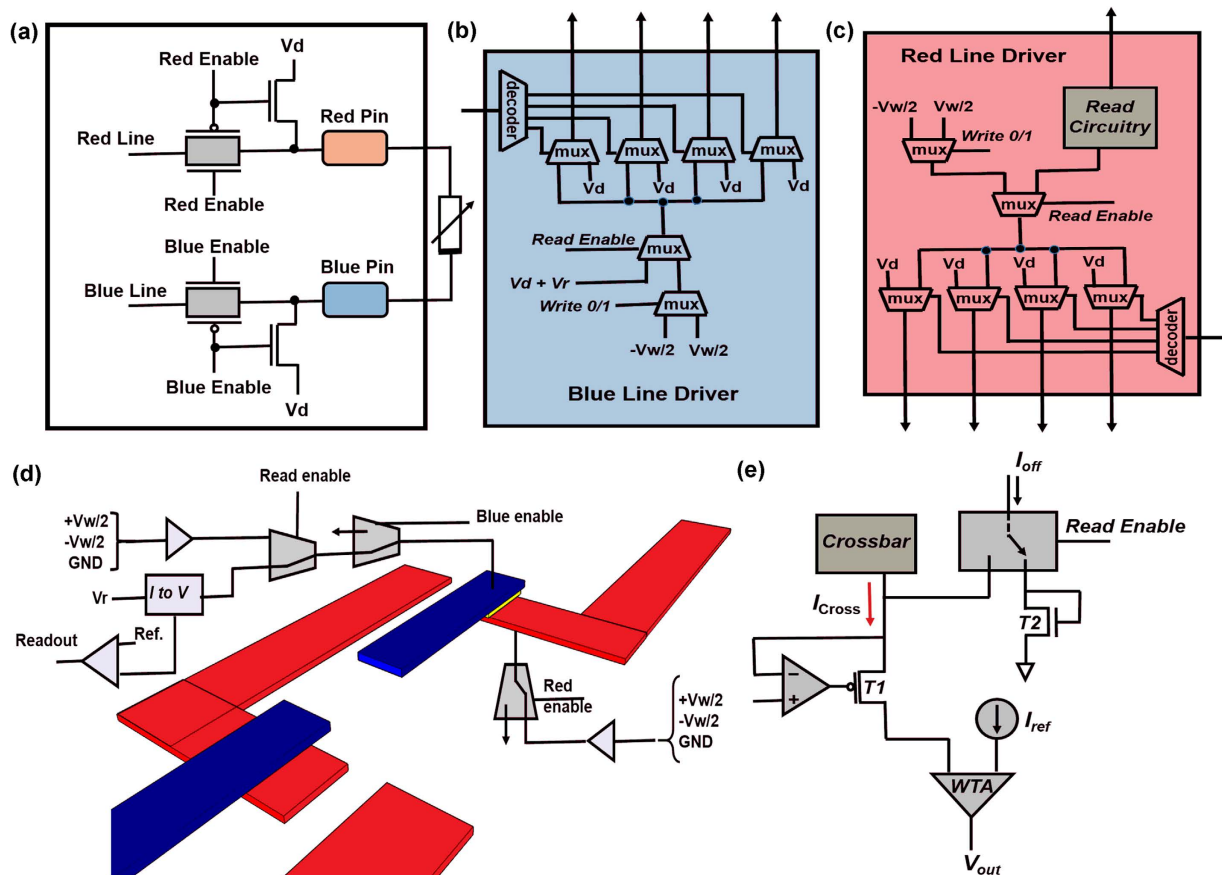 (a)
Red Enable
Vd
Red Line
Red Pin
Red Enable
Blue Enable
Blue Pin
Blue Line
Blue Enable
Vd
(b)
decoder
mux
mux
mux
mux
Vd
Vd
Vd
Vd
Read Enable
mux
Vd + Vr
Write 0/1
mux
-Vw/2
Vw/2
Blue Line Driver
(c)
Red Line Driver
-Vw/2
Vw/2
Read
Circuitry
Write 0/1
mux
mux
Read Enable
Vd
Vd
Vd
Vd
mux
mux
mux
mux
decoder
(d)
Read enable
+Vw/2
-Vw/2
GND
Blue enable
Vr
I to V
Readout
Ref.
Red
enable
+Vw/2
-Vw/2
GND
(e)
Ioff
Crossbar
Read Enable
ICross
T2
−
+
T1
Iref
WTA
Vout